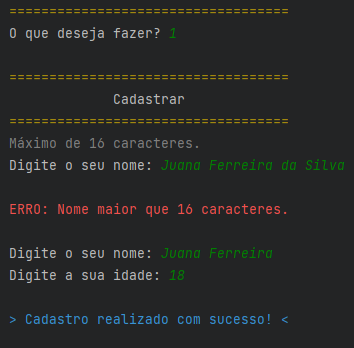 ===================================
O que deseja fazer? 1
===================================
Cadastrar
===================================
Máximo de 16 caracteres.
Digite o seu nome: Juana Ferreira da Silva
ERRO: Nome maior que 16 caracteres.
Digite o seu nome: Juana Ferreira
Digite a sua idade: 18
> Cadastro realizado com sucesso! <